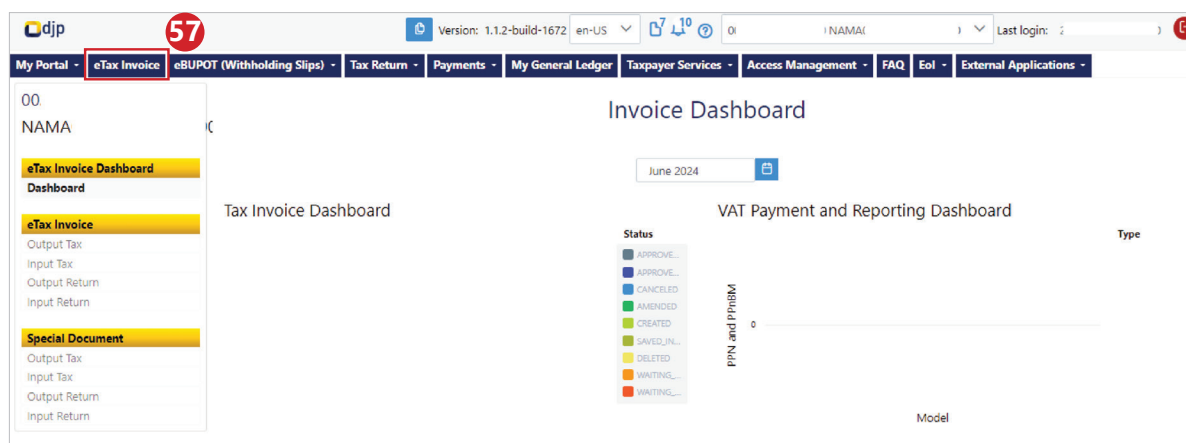 djp
57
Version: 1.1.2-build-1672 en-US 7 10 NAMA( Last login:
My Portal eTax Invoice eBUPOT (Withholding Slips) Tax Return Payments My General Ledger Taxpayer Services Access Management FAQ EoI External Applications
00
NAMA
Invoice Dashboard
eTax Invoice Dashboard
Dashboard
June 2024
Tax Invoice Dashboard
VAT Payment and Reporting Dashboard
eTax Invoice
Output Tax
Input Tax
Output Return
Input Return
Special Document
Output Tax
Input Tax
Output Return
Input Return
Status
APPROVE...
APPROVE...
CANCELED
AMENDED
CREATED
SAVED_IN...
DELETED
WAITING_...
WAITING_...
PPN and PPnBM
0
Type
Model